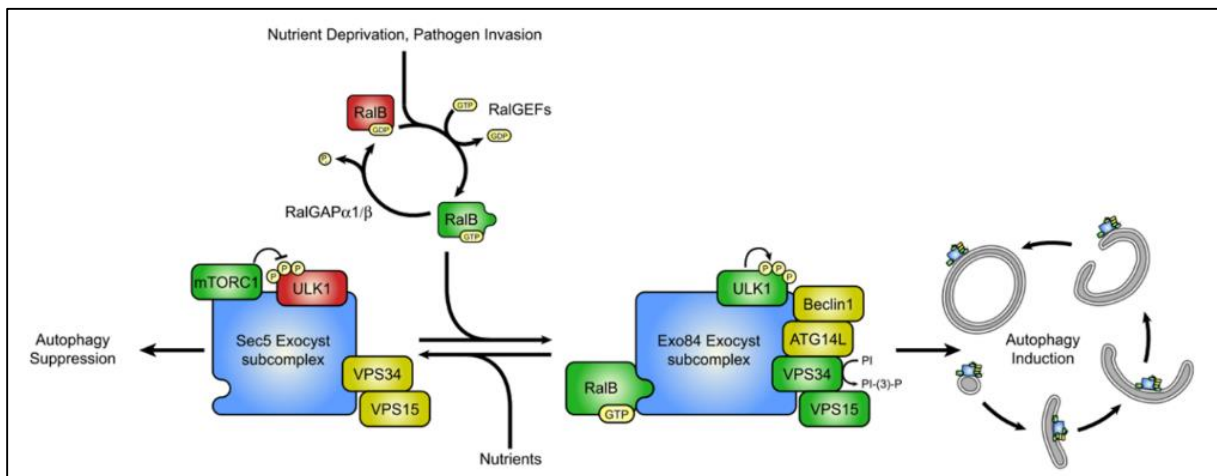 Nutrient Deprivation, Pathogen Invasion
RalB
GDP
GTP
RalGEFs
GDP
P
RalGAPα1/β
RalB
GTP
mTORC1
P P P
ULK1
Sec5 Exocyst
subcomplex
VPS34
VPS15
Autophagy
Suppression
Nutrients
P P P
ULK1
Beclin1
Exo84 Exocyst
subcomplex
ATG14L
VPS34
PI
PI-(3)-P
VPS15
RalB
GTP
Autophagy
Induction